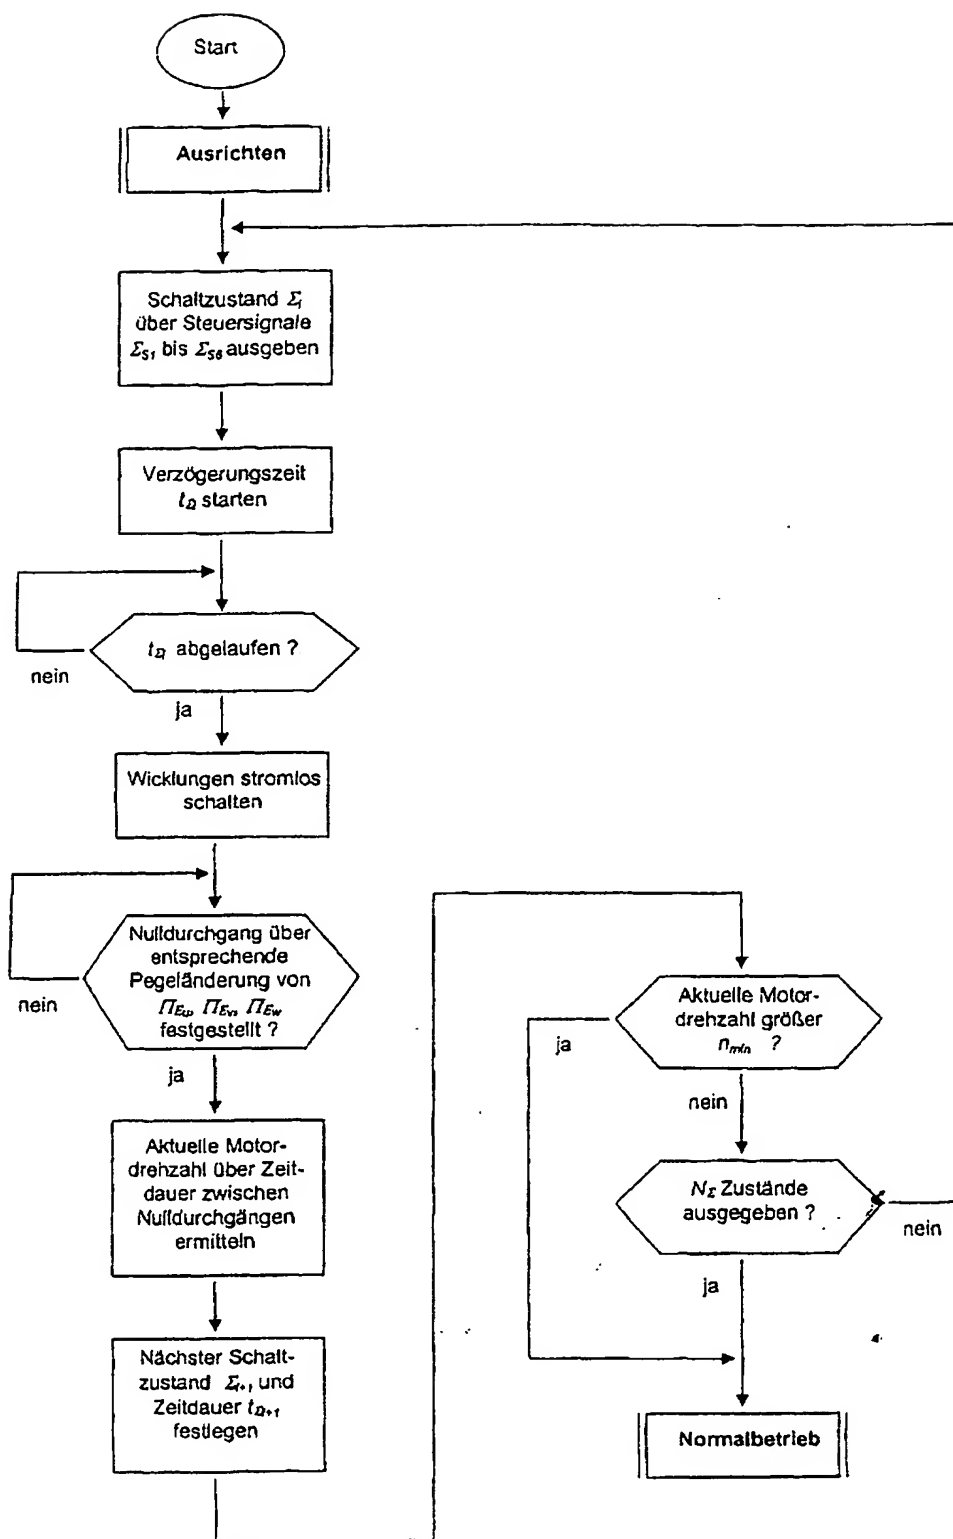 Start
Ausrichten
Schaltzustand Σi
über Steuersignale
ΣS1 bis ΣS6 ausgeben
Verzögerungszeit
tΣi starten
tΣi abgelaufen ?
nein
ja
Wicklungen stromlos
schalten
Nulldurchgang über
entsprechende
Pegeländerung von
ΠEu, ΠEv, ΠEw
festgestellt ?
nein
ja
Aktuelle Motor-
drehzahl über Zeit-
dauer zwischen
Nulldurchgängen
ermitteln
Nächster Schalt-
zustand Σi+1 und
Zeitdauer tΣi+1
festlegen
Aktuelle Motor-
drehzahl größer
nmin ?
ja
nein
NΣ Zustände
ausgegeben ?
nein
ja
Normalbetrieb